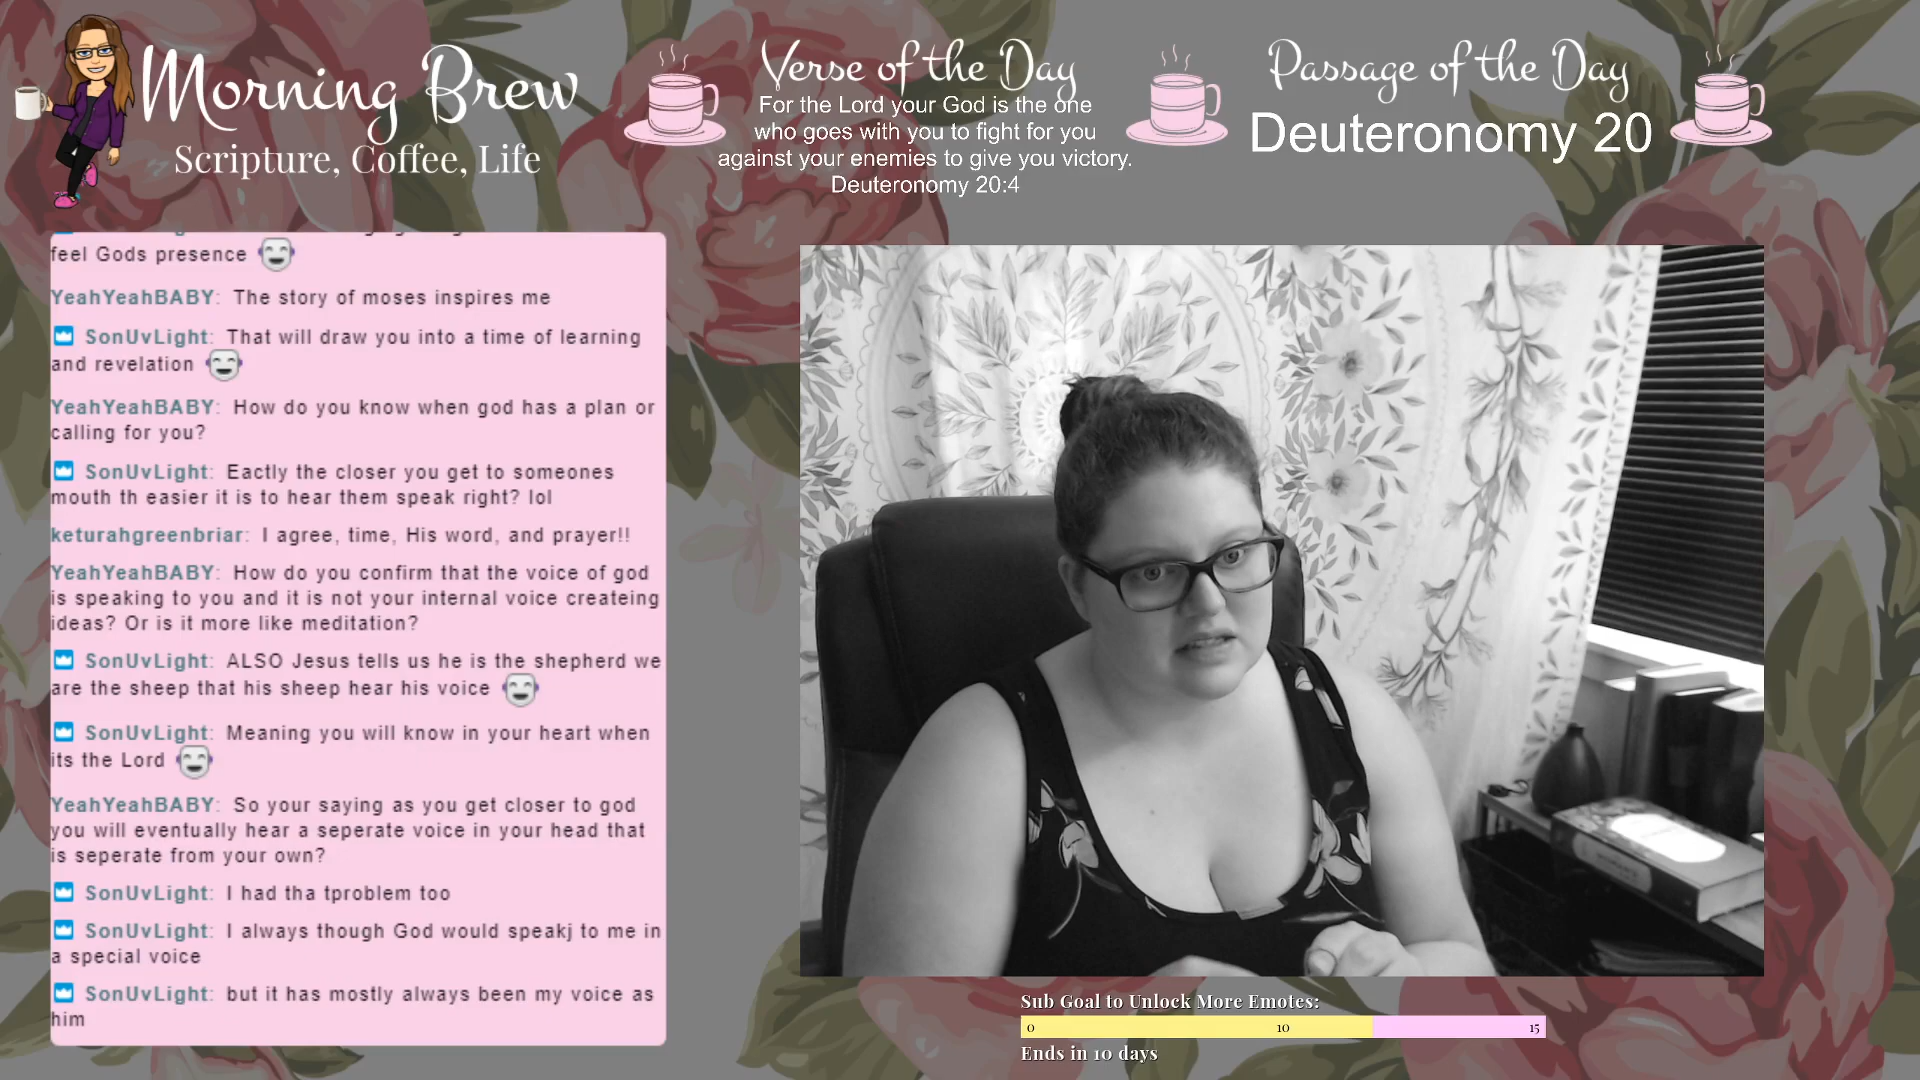 Morning Brew
Scripture, Coffee, Life
Verse of the Day
For the Lord your God is the one
who goes with you to fight for you
against your enemies to give you victory.
Deuteronomy 20:4
Passage of the Day
Deuteronomy 20
feel Gods presence
YeahYeahBABY: The story of moses inspires me
SonUvLight: That will draw you into a time of learning
and revelation
YeahYeahBABY: How do you know when god has a plan or
calling for you?
SonUvLight: Eactly the closer you get to someones
mouth th easier it is to hear them speak right? lol
keturahgreenbriar: I agree, time, His word, and prayer!!
YeahYeahBABY: How do you confirm that the voice of god
is speaking to you and it is not your internal voice createing
ideas? Or is it more like meditation?
SonUvLight: ALSO Jesus tells us he is the shepherd we
are the sheep that his sheep hear his voice
SonUvLight: Meaning you will know in your heart when
its the Lord
YeahYeahBABY: So your saying as you get closer to god
you will eventually hear a seperate voice in your head that
is seperate from your own?
SonUvLight: I had tha tproblem too
SonUvLight: I always though God would speakj to me in
a special voice
SonUvLight: but it has mostly always been my voice as
him
Sub Goal to Unlock More Emotes:
0 10 15
Ends in 10 days